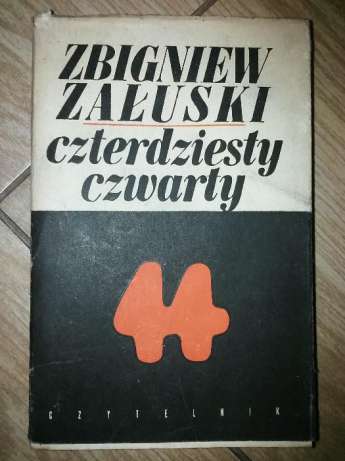 ZBIGNIEW
ZAŁUSKI
czterdziesty
czwarty
44
CZYTELNIK